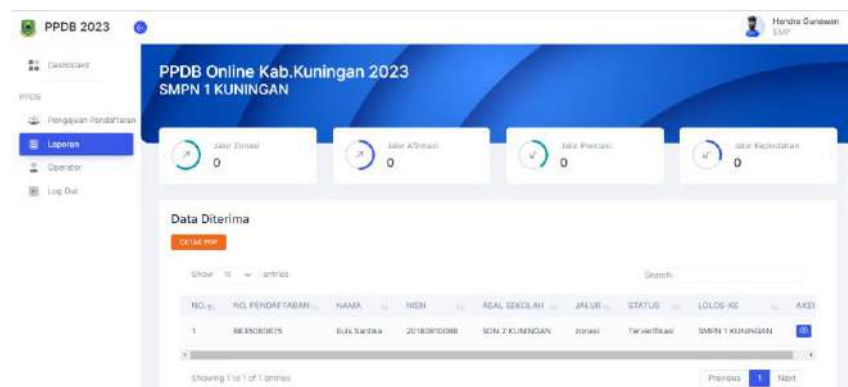 PPDB 2023
Hendra Gunawan
SMP
Dashboard
PPDB
Pengajuan Pendaftaran
Laporan
Operator
Log Out
PPDB Online Kab.Kuningan 2023
SMPN 1 KUNINGAN
Jalur Zonasi
0
Jalur Afirmasi
0
Jalur Prestasi
0
Jalur Kepindahan
0
Data Diterima
CETAK PDF
Show 10 entries
Search:
NO. NO. PENDAFTARAN NAMA NISN ASAL SEKOLAH JALUR STATUS LOLOS-KE AKSI
1 Euis Santika SDN 2 KUNINGAN zonasi Terverifikasi SMPN 1 KUNINGAN
Showing 1 to 1 of 1 entries
Previous 1 Next